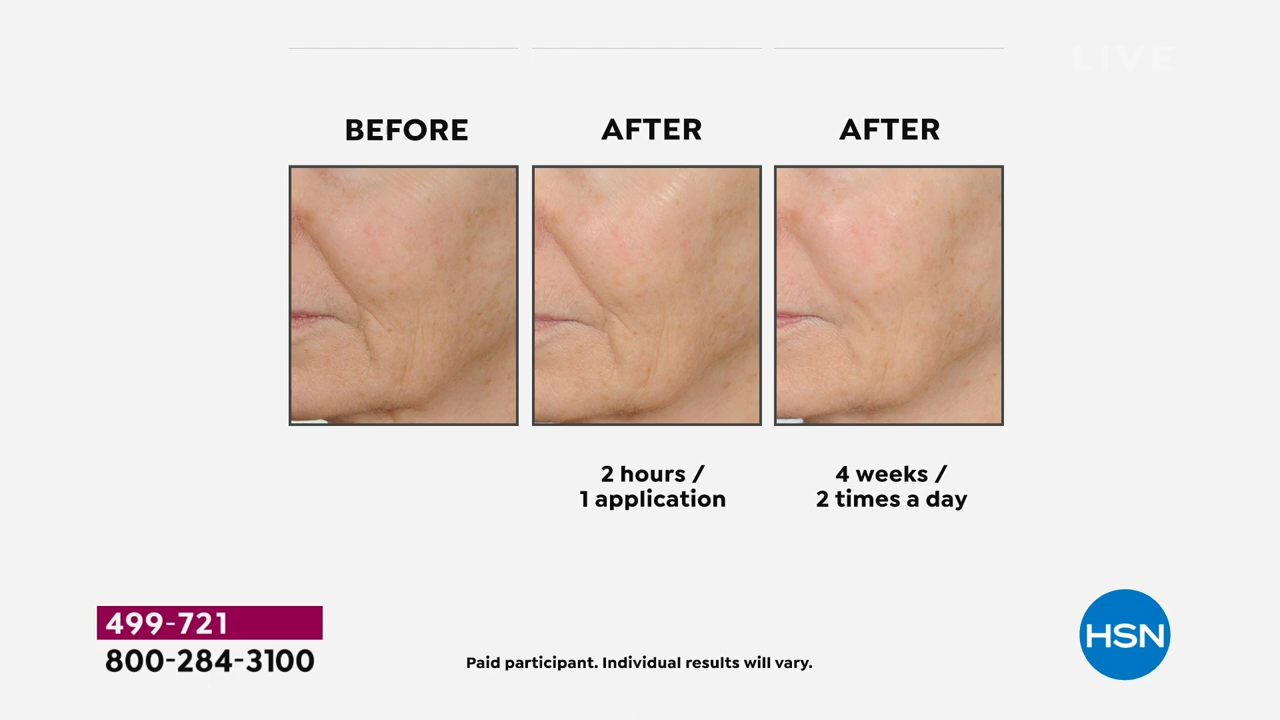 LIVE
BEFORE
AFTER
AFTER
2 hours /
1 application
4 weeks /
2 times a day
499-721
800-284-3100
Paid participant. Individual results will vary.
HSN